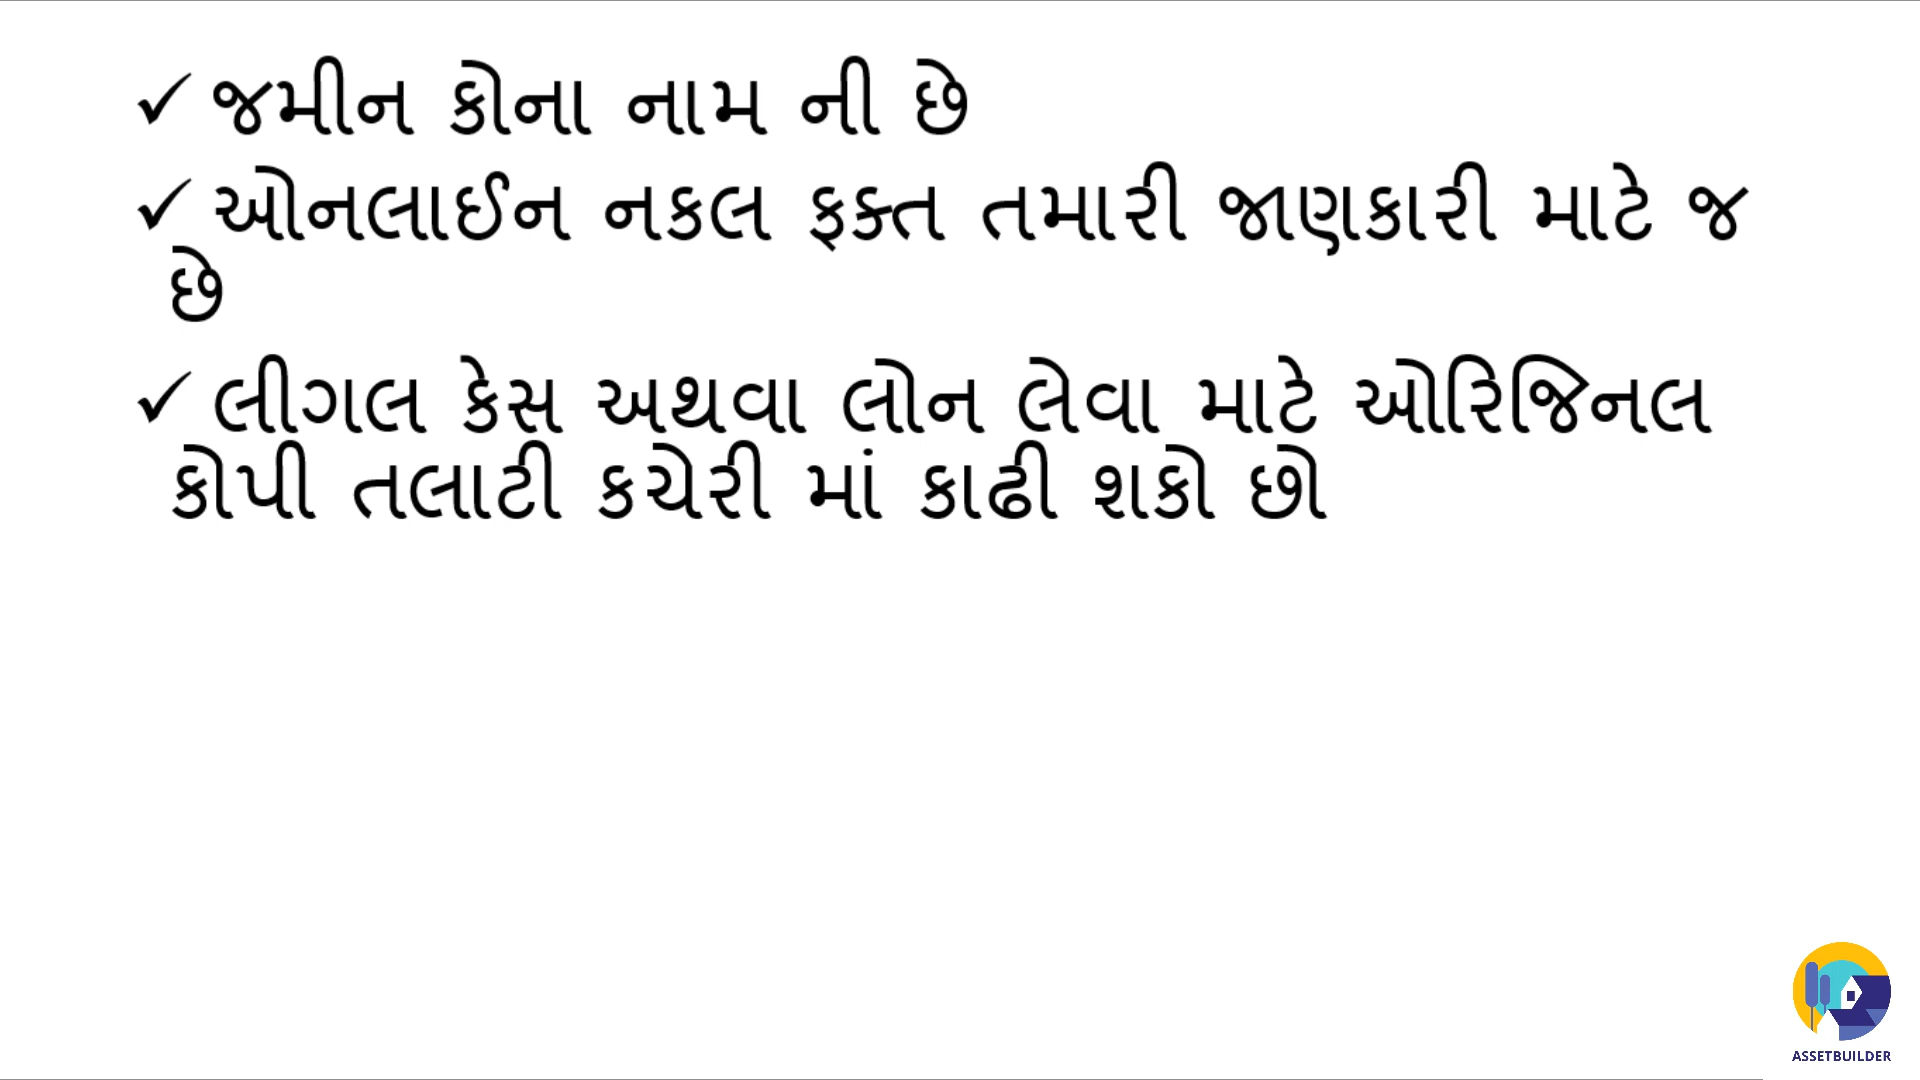 ✓ જમીન કોના નામ ની છે
✓ ઓનલાઈન નકલ ફક્ત તમારી જાણકારી માટે જ
છે
✓ લીગલ કેસ અથવા લોન લેવા માટે ઓરિજિનલ
કોપી તલાટી કચેરી માં કાઢી શકો છો
ASSETBUILDER